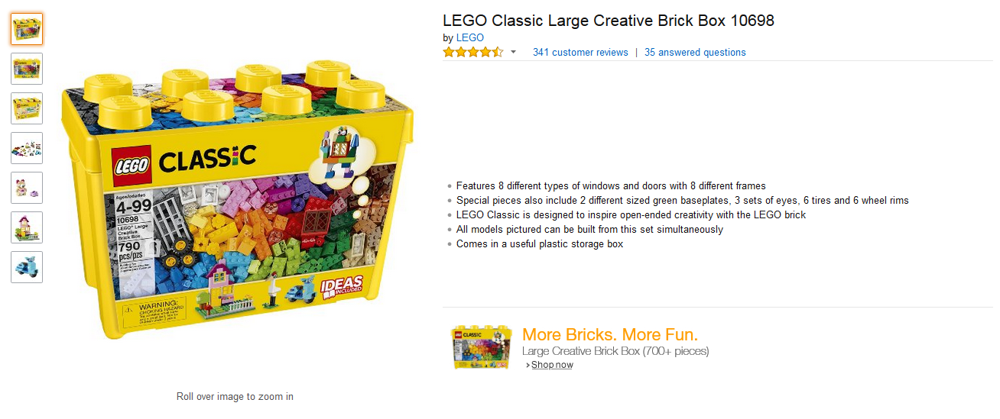 LEGO Classic Large Creative Brick Box 10698
by LEGO
341 customer reviews | 35 answered questions
LEGO CLASSIC
Ages/edades
4-99
10698
LEGO® Large
Creative
Brick Box
790
pcs/pzs
IDEAS
INCLUDED
WARNING:
CHOKING HAZARD
Features 8 different types of windows and doors with 8 different frames
Special pieces also include 2 different sized green baseplates, 3 sets of eyes, 6 tires and 6 wheel rims
LEGO Classic is designed to inspire open-ended creativity with the LEGO brick
All models pictured can be built from this set simultaneously
Comes in a useful plastic storage box
LEGO CLASSIC
More Bricks. More Fun.
Large Creative Brick Box (700+ pieces)
›Shop now
Roll over image to zoom in